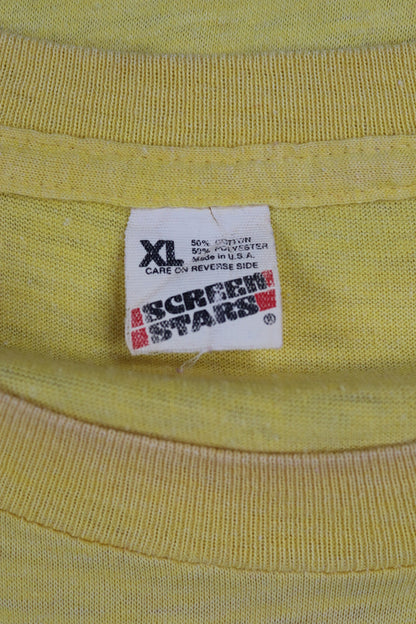 XL
50% COTTON
50% POLYESTER
Made in U.S.A.
CARE ON REVERSE SIDE
SCREEN
STARS
®